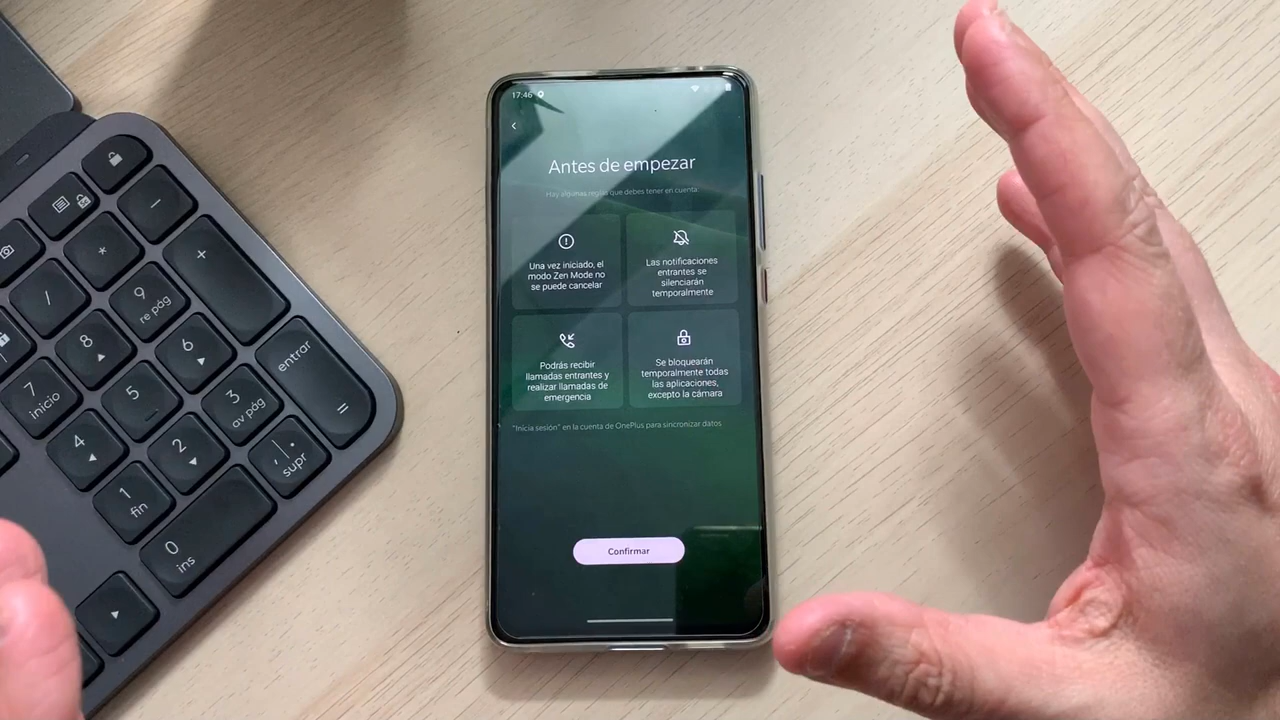 17:46
Antes de empezar
Hay algunas reglas que debes tener en cuenta:
Una vez iniciado, el
modo Zen Mode no
se puede cancelar
Las notificaciones
entrantes se
silenciarán
temporalmente
Podrás recibir
llamadas entrantes y
realizar llamadas de
emergencia
Se bloquearán
temporalmente todas
las aplicaciones,
excepto la cámara
"Inicia sesión" en la cuenta de OnePlus para sincronizar datos
Confirmar
−
*
+
/
9
re pág
8
6
entrar
=
7
inicio
5
3
av pág
4
2
, .
supr
1
fin
0
ins